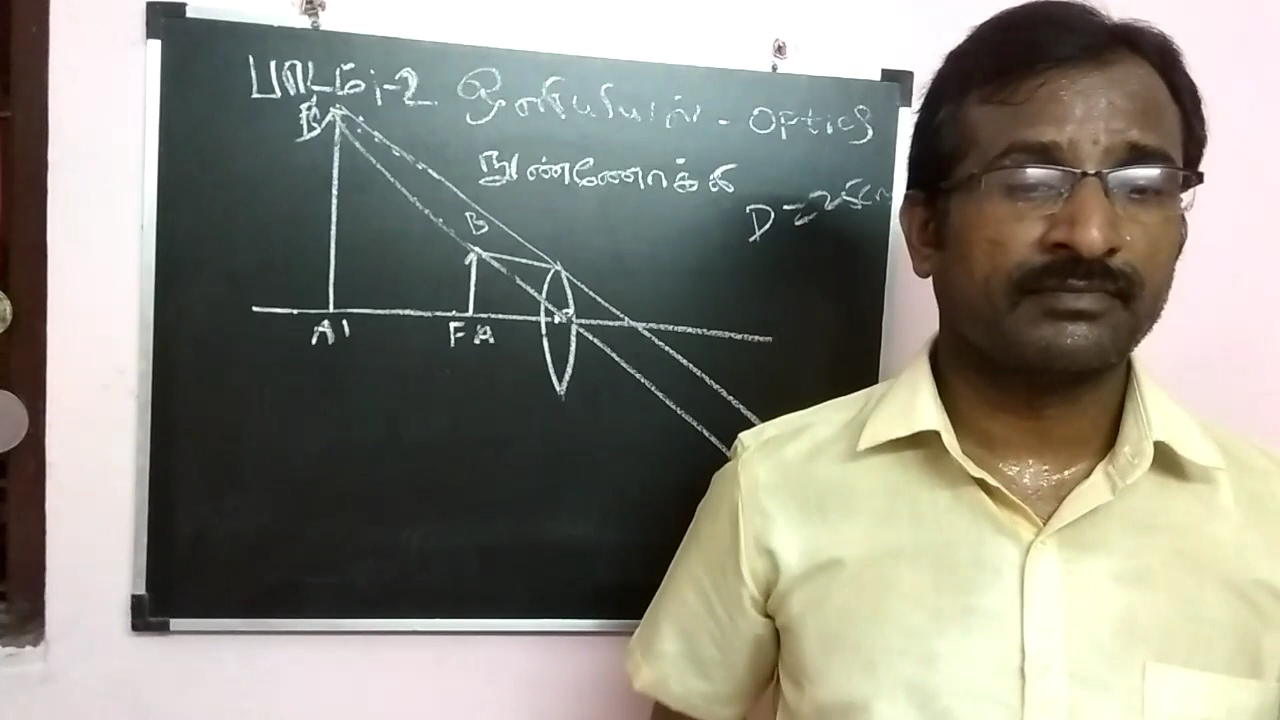 பாடம்-2 ஒளியியல் - Optics
நுண்ணோக்கி
D = 25cm
B'
B
A' F A